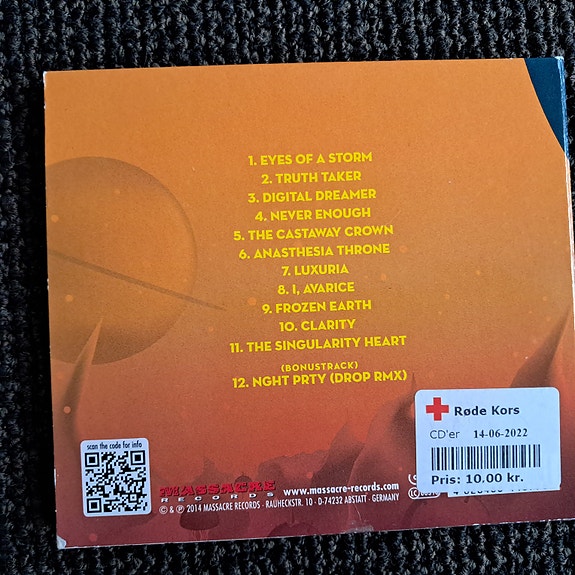 1. EYES OF A STORM
2. TRUTH TAKER
3. DIGITAL DREAMER
4. NEVER ENOUGH
5. THE CASTAWAY CROWN
6. ANASTHESIA THRONE
7. LUXURIA
8. I, AVARICE
9. FROZEN EARTH
10. CLARITY
11. THE SINGULARITY HEART
(BONUSTRACK)
12. NGHT PRTY (DROP RMX)
Røde Kors
CD'er 14-06-2022
Pris: 10.00 kr.
scan the code for info
MASSACRE
RECORDS
www.massacre-records.com
© & ℗ 2014 MASSACRE RECORDS - RAUHECKSTR. 10 - D-74232 ABSTATT - GERMANY